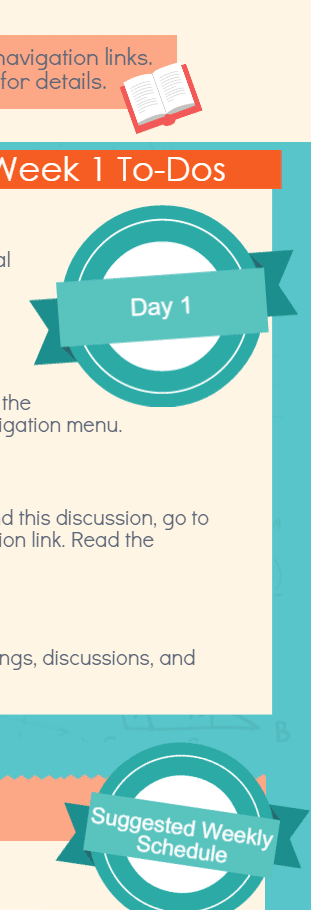 navigation links.
for details.
Week 1 To-Dos
al
Day 1
the
igation menu.
d this discussion, go to
ion link. Read the
ngs, discussions, and
B
Suggested Weekly
Schedule